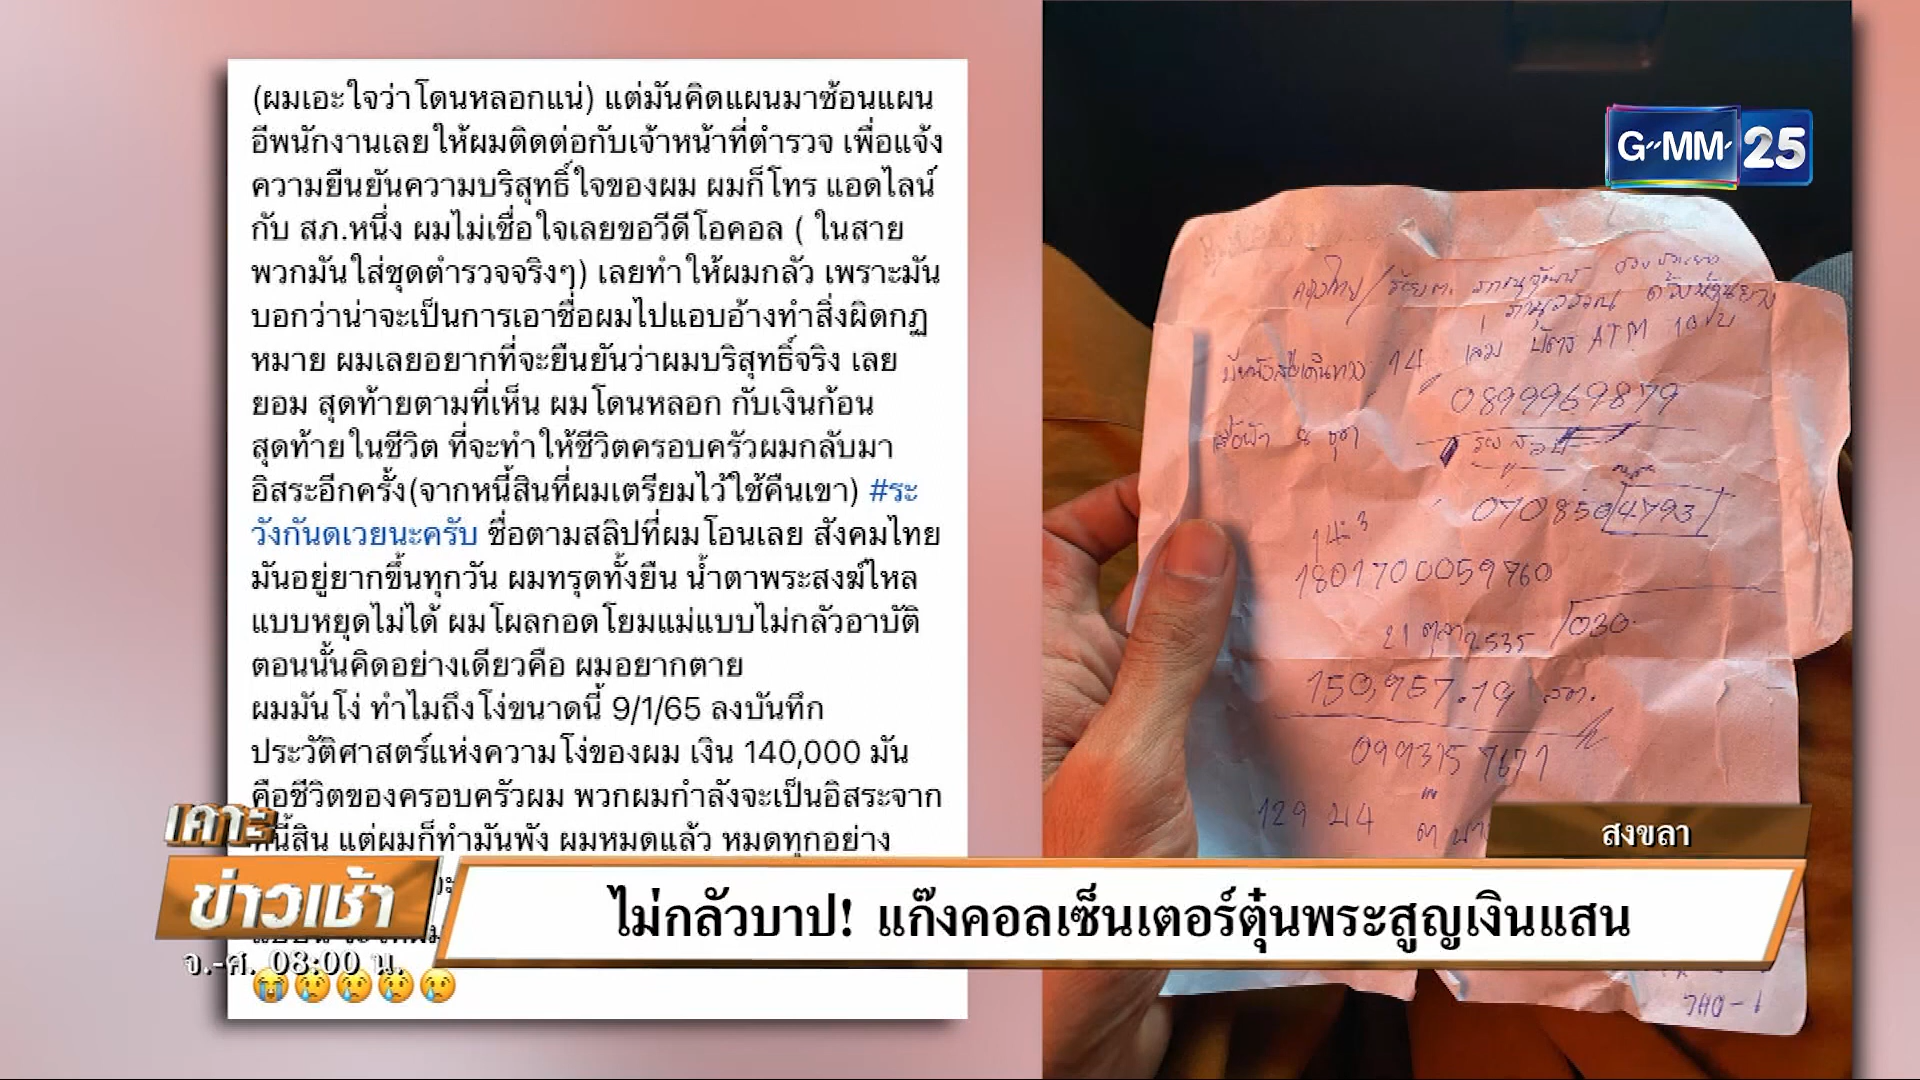 (ผมเอะใจว่าโดนหลอกแน่) แต่มันคิดแผนมาซ้อนแผน
อีพนักงานเลยให้ผมติดต่อกับเจ้าหน้าที่ตำรวจ เพื่อแจ้ง
ความยืนยันความบริสุทธิ์ใจของผม ผมก็โทร แอดไลน์
กับ สภ.หนึ่ง ผมไม่เชื่อใจเลยขอวีดีโอคอล ( ในสาย
พวกมันใส่ชุดตำรวจจริงๆ) เลยทำให้ผมกลัว เพราะมัน
บอกว่าน่าจะเป็นการเอาชื่อผมไปแอบอ้างทำสิ่งผิดกฏ
หมาย ผมเลยอยากที่จะยืนยันว่าผมบริสุทธิ์จริง เลย
ยอม สุดท้ายตามที่เห็น ผมโดนหลอก กับเงินก้อน
สุดท้ายในชีวิต ที่จะทำให้ชีวิตครอบครัวผมกลับมา
อิสระอีกครั้ง(จากหนี้สินที่ผมเตรียมไว้ใช้คืนเขา) #ระ
วังกันดเวยนะครับ ชื่อตามสลิปที่ผมโอนเลย สังคมไทย
มันอยู่ยากขึ้นทุกวัน ผมทรุดทั้งยืน น้ำตาพระสงฆ์ไหล
แบบหยุดไม่ได้ ผมโผลกอดโยมแม่แบบไม่กลัวอาบัติ
ตอนนั้นคิดอย่างเดียวคือ ผมอยากตาย
ผมมันโง่ ทำไมถึงโง่ขนาดนี้ 9/1/65 ลงบันทึก
ประวัติศาสตร์แห่งความโง่ของผม เงิน 140,000 มัน
คือชีวิตของครอบครัวผม พวกผมกำลังจะเป็นอิสระจาก
หนี้สิน แต่ผมก็ทำมันพัง ผมหมดแล้ว หมดทุกอย่าง
G-MM 25
มีหนังสือเดินทาง 14 เล่ม บัตร ATM 10 ใบ
0899969879
เสื้อผ้า 8 ชุด
0708504793
1801700059760
21 ตุลา 2535
030
150,957.19
0993157671
129 214
สงขลา
เคาะ
ข่าวเช้า
จ.-ศ. 08:00 น.
ไม่กลัวบาป! แก๊งคอลเซ็นเตอร์ตุ๋นพระสูญเงินแสน